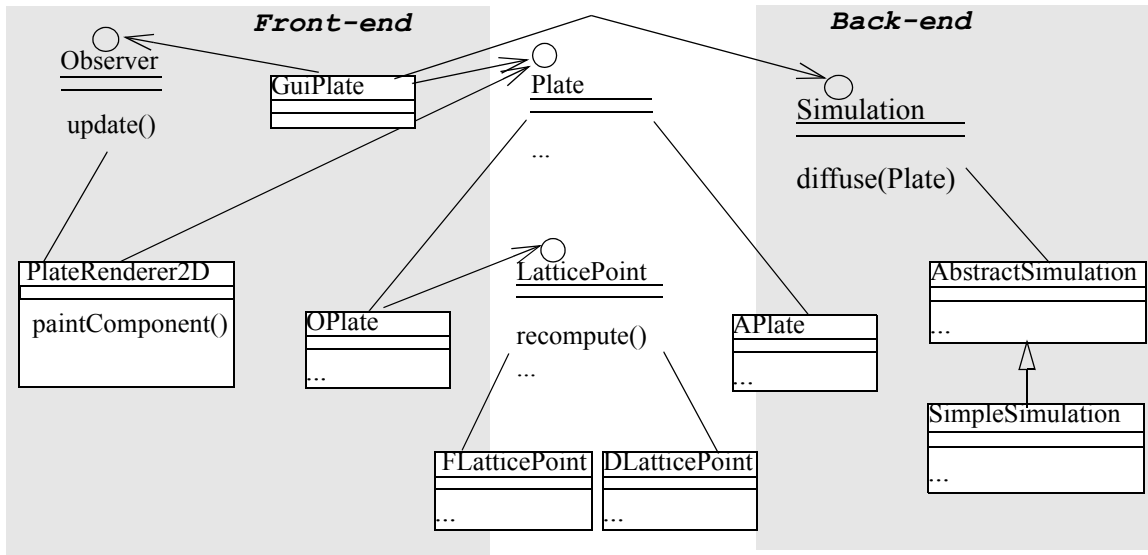 Front-end
Back-end
Observer
update()
GuiPlate
Plate
...
Simulation
diffuse(Plate)
PlateRenderer2D
paintComponent()
OPlate
...
LatticePoint
recompute()
...
APlate
...
AbstractSimulation
...
SimpleSimulation
...
FLatticePoint
...
DLatticePoint
...